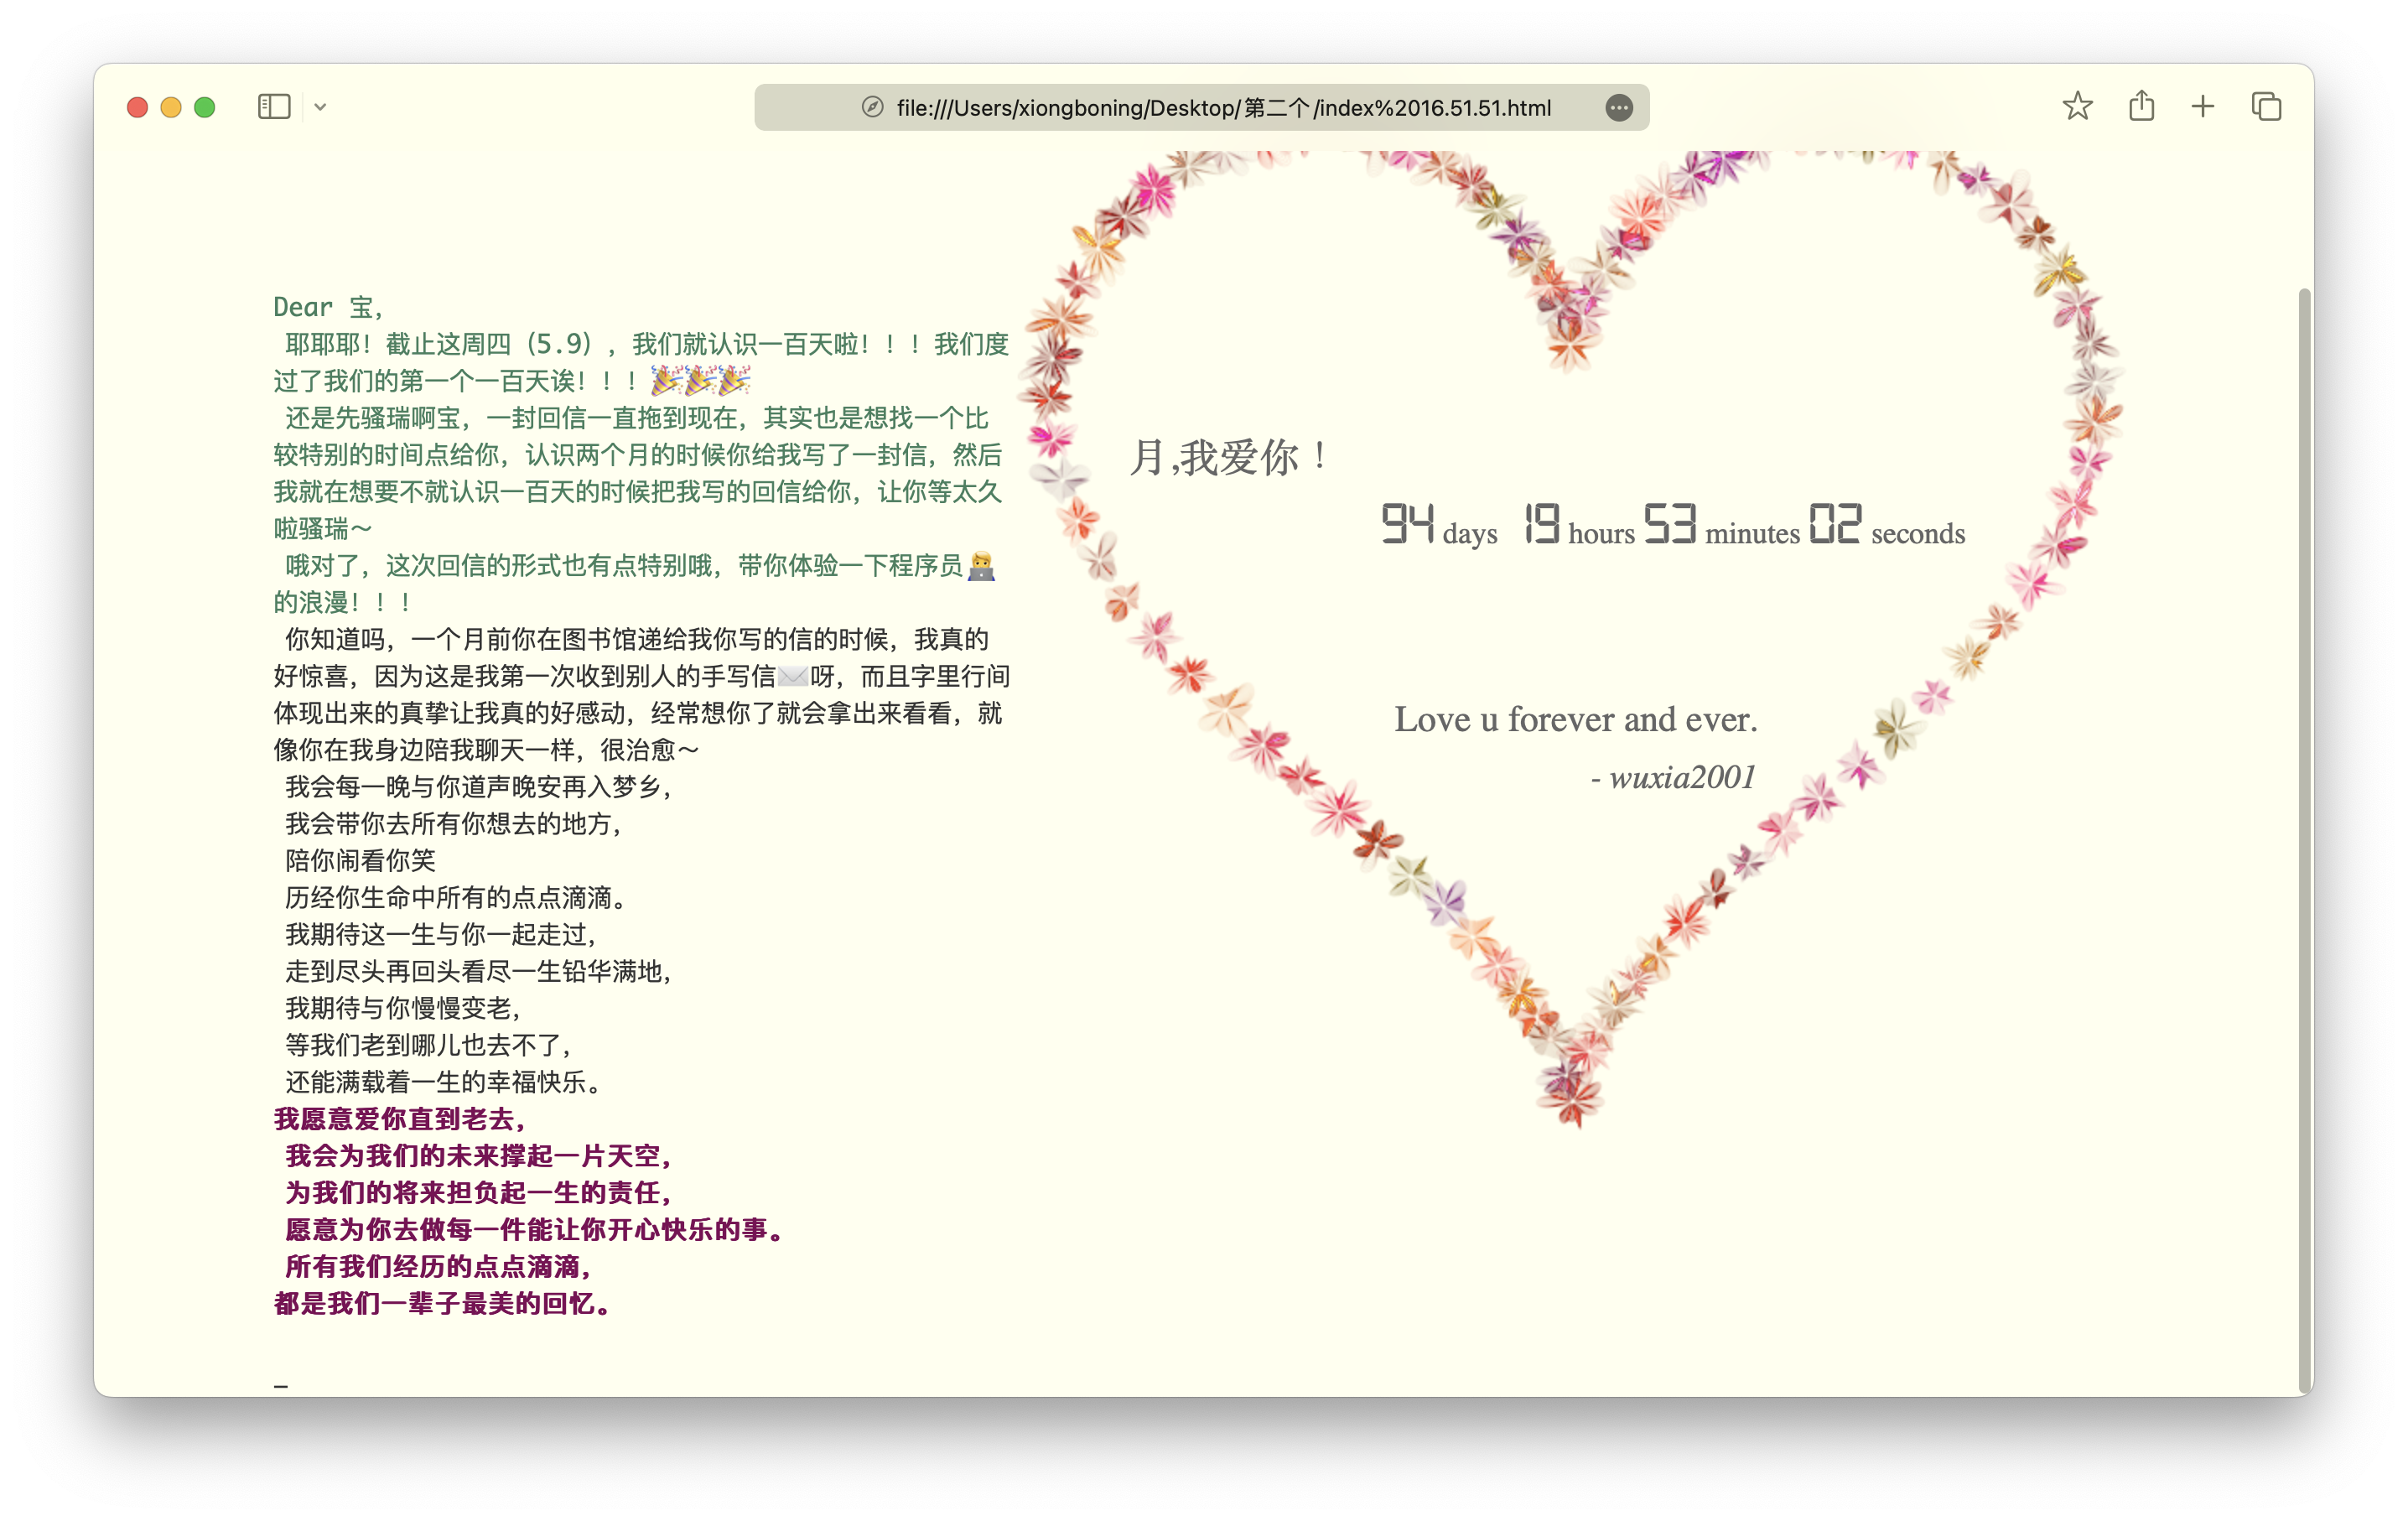 file:///Users/xiongboning/Desktop/第二个/index%2016.51.51.html
Dear 宝,
耶耶耶！截止这周四（5.9），我们就认识一百天啦！！！我们度
过了我们的第一个一百天诶！！！🎉🎉🎉
还是先骚瑞啊宝，一封回信一直拖到现在，其实也是想找一个比
较特别的时间点给你，认识两个月的时候你给我写了一封信，然后
我就在想要不就认识一百天的时候把我写的回信给你，让你等太久
啦骚瑞～
哦对了，这次回信的形式也有点特别哦，带你体验一下程序员👨‍💻
的浪漫！！！
你知道吗，一个月前你在图书馆递给我你写的信的时候，我真的
好惊喜，因为这是我第一次收到别人的手写信✉️呀，而且字里行间
体现出来的真挚让我真的好感动，经常想你了就会拿出来看看，就
像你在我身边陪我聊天一样，很治愈～
我会每一晚与你道声晚安再入梦乡，
我会带你去所有你想去的地方，
陪你闹看你笑
历经你生命中所有的点点滴滴。
我期待这一生与你一起走过，
走到尽头再回头看尽一生铅华满地，
我期待与你慢慢变老，
等我们老到哪儿也去不了，
还能满载着一生的幸福快乐。
我愿意爱你直到老去，
我会为我们的未来撑起一片天空，
为我们的将来担负起一生的责任，
愿意为你去做每一件能让你开心快乐的事。
所有我们经历的点点滴滴，
都是我们一辈子最美的回忆。
_
月,我爱你！
94 days 19 hours 53 minutes 02 seconds
Love u forever and ever.
- wuxia2001